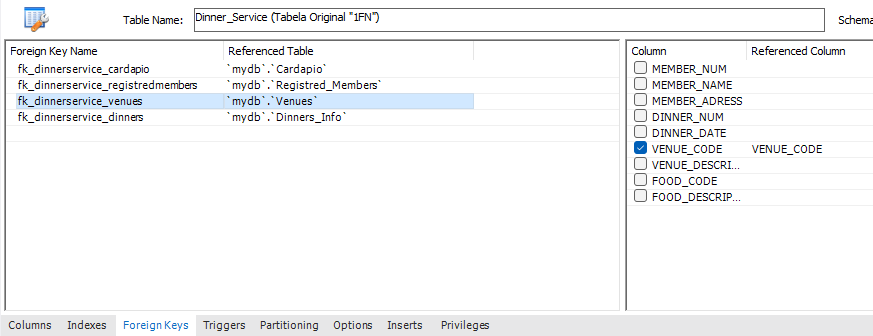 Table Name: Dinner_Service (Tabela Original "1FN") Schema
Foreign Key Name Referenced Table
fk_dinnerservice_cardapio `mydb`.`Cardapio`
fk_dinnerservice_registredmembers `mydb`.`Registred_Members`
fk_dinnerservice_venues `mydb`.`Venues`
fk_dinnerservice_dinners `mydb`.`Dinners_Info`
Column Referenced Column
MEMBER_NUM
MEMBER_NAME
MEMBER_ADRESS
DINNER_NUM
DINNER_DATE
VENUE_CODE VENUE_CODE
VENUE_DESCRI...
FOOD_CODE
FOOD_DESCRIP...
Columns Indexes Foreign Keys Triggers Partitioning Options Inserts Privileges